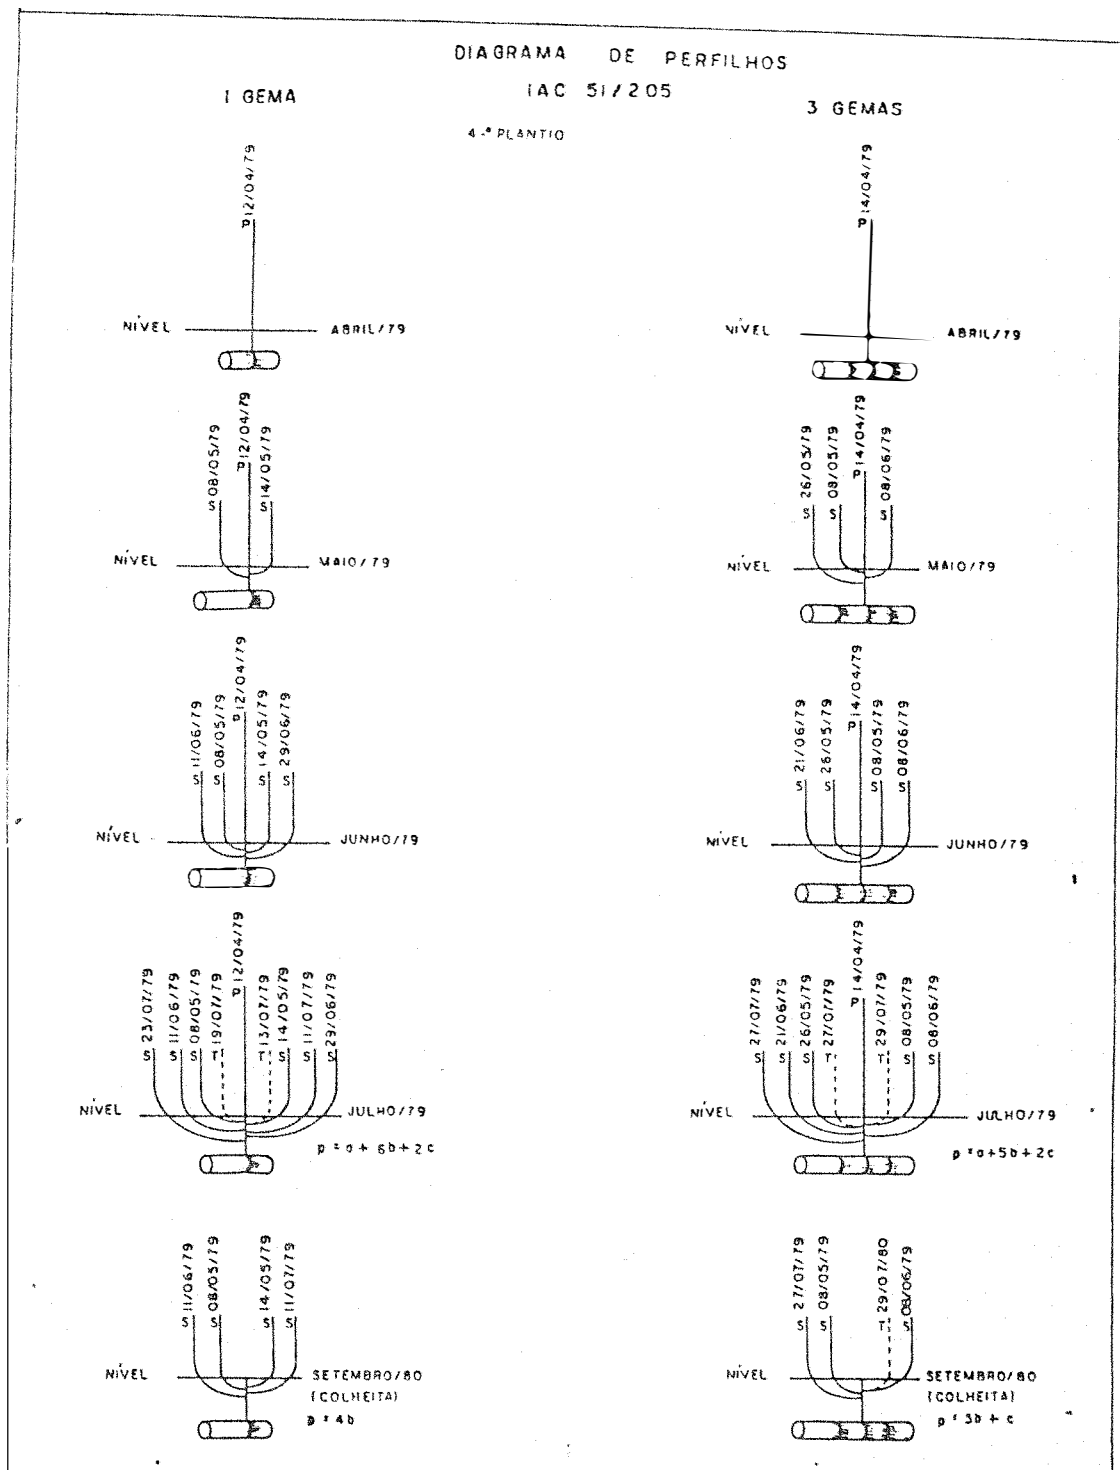 DIAGRAMA DE PERFILHOS
IAC 51/205
1 GEMA
3 GEMAS
4.ª PLANTIO
P 12/04/79
NÍVEL
ABRIL/79
P 14/04/79
NÍVEL
ABRIL/79
S 08/05/79
P 12/04/79
S 14/05/79
NÍVEL
MAIO/79
S 26/05/79
S 08/05/79
P 14/04/79
S 08/06/79
NÍVEL
MAIO/79
S 11/06/79
S 08/05/79
P 12/04/79
S 14/05/79
S 29/06/79
NÍVEL
JUNHO/79
S 21/06/79
S 26/05/79
P 14/04/79
S 08/05/79
S 08/06/79
NÍVEL
JUNHO/79
S 23/07/79
S 11/06/79
S 08/05/79
T 19/07/79
P 12/04/79
T 13/07/79
S 14/05/79
S 11/07/79
S 29/06/79
NÍVEL
JULHO/79
p = a + 6b + 2c
S 27/07/79
S 21/06/79
S 26/05/79
T 27/07/79
P 14/04/79
T 29/07/79
S 08/05/79
S 08/06/79
NÍVEL
JULHO/79
p = a+5b+2c
S 11/06/79
S 08/05/79
S 14/05/79
S 11/07/79
NÍVEL
SETEMBRO/80
(COLHEITA)
p = 4b
S 27/07/79
S 08/05/79
T 29/07/80
S 08/06/79
NÍVEL
SETEMBRO/80
(COLHEITA)
p = 3b + c